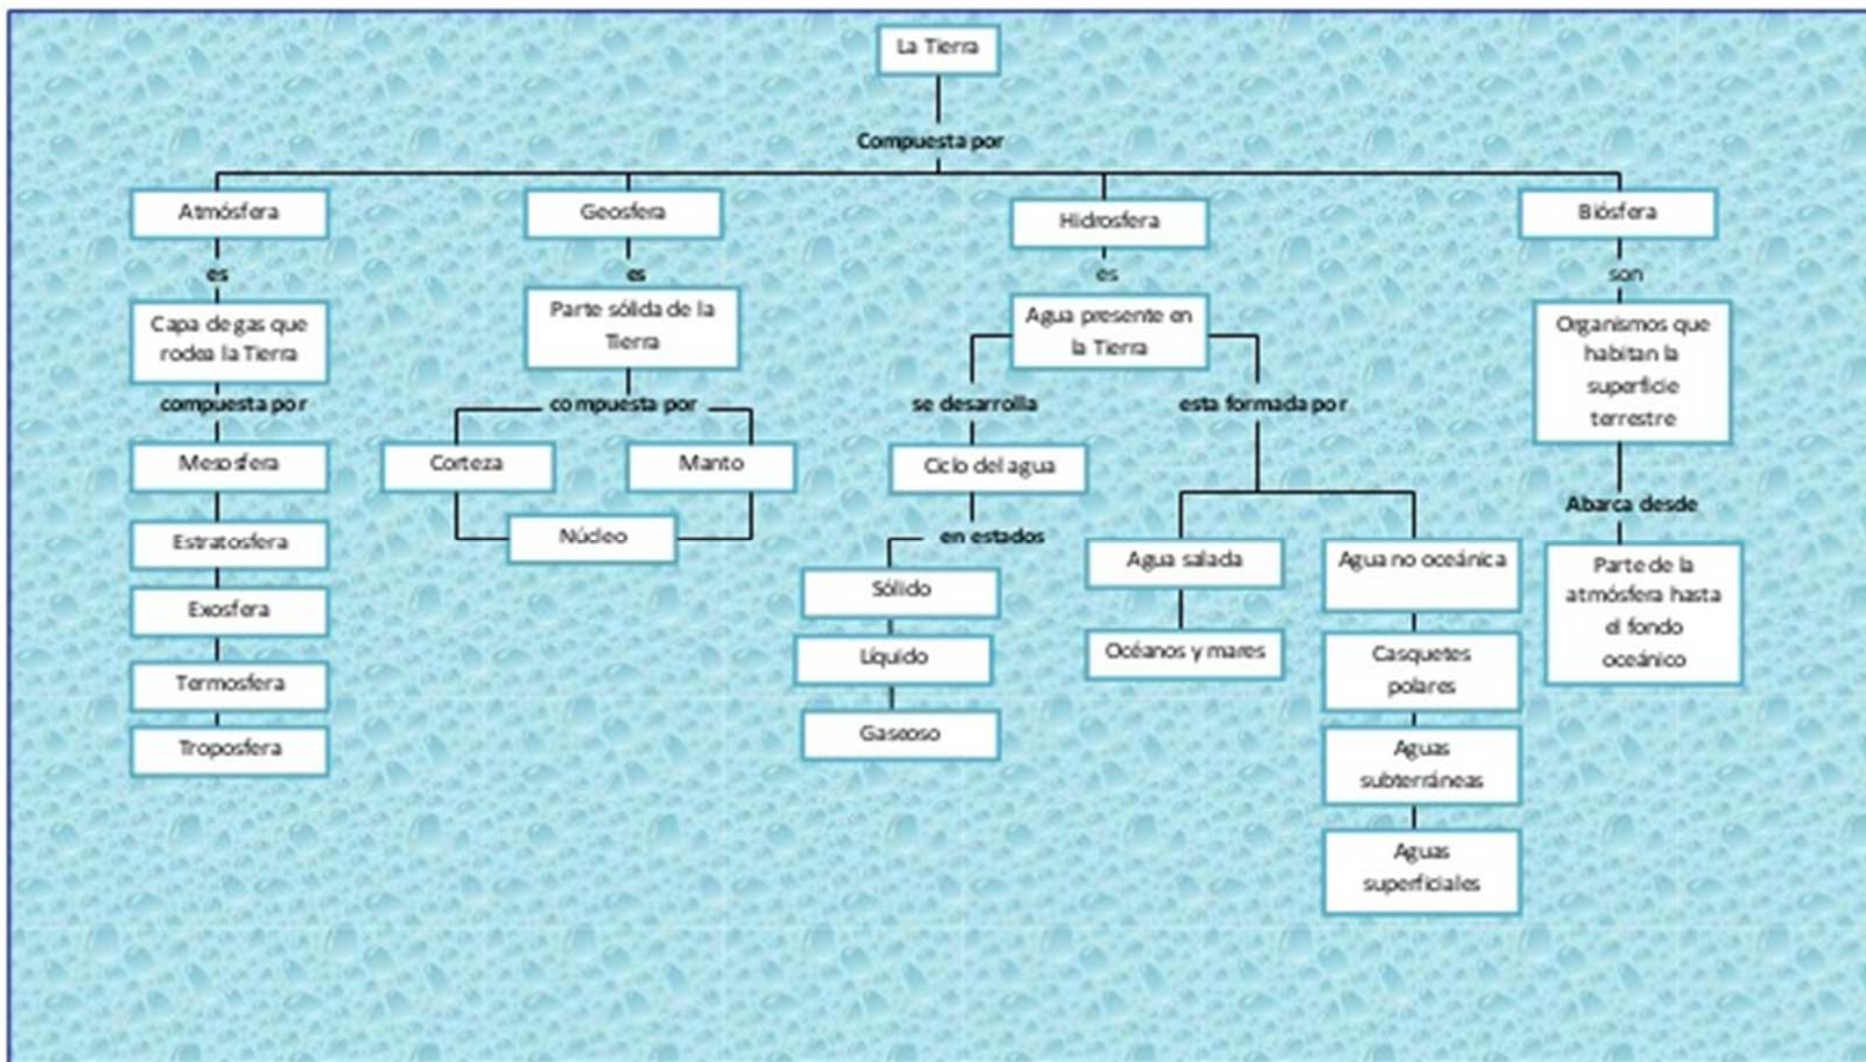 La Tierra
Compuesta por
Atmósfera
es
Capa de gas que
rodea la Tierra
compuesta por
Mesosfera
Estratosfera
Exosfera
Termosfera
Troposfera
Geosfera
es
Parte sólida de la
Tierra
compuesta por
Corteza
Manto
Núcleo
Hidrosfera
es
Agua presente en
la Tierra
se desarrolla
Ciclo del agua
en estados
Sólido
Líquido
Gaseoso
esta formada por
Agua salada
Océanos y mares
Agua no oceánica
Casquetes
polares
Aguas
subterráneas
Aguas
superficiales
Biósfera
son
Organismos que
habitan la
superficie
terrestre
Abarca desde
Parte de la
atmósfera hasta
el fondo
oceánico